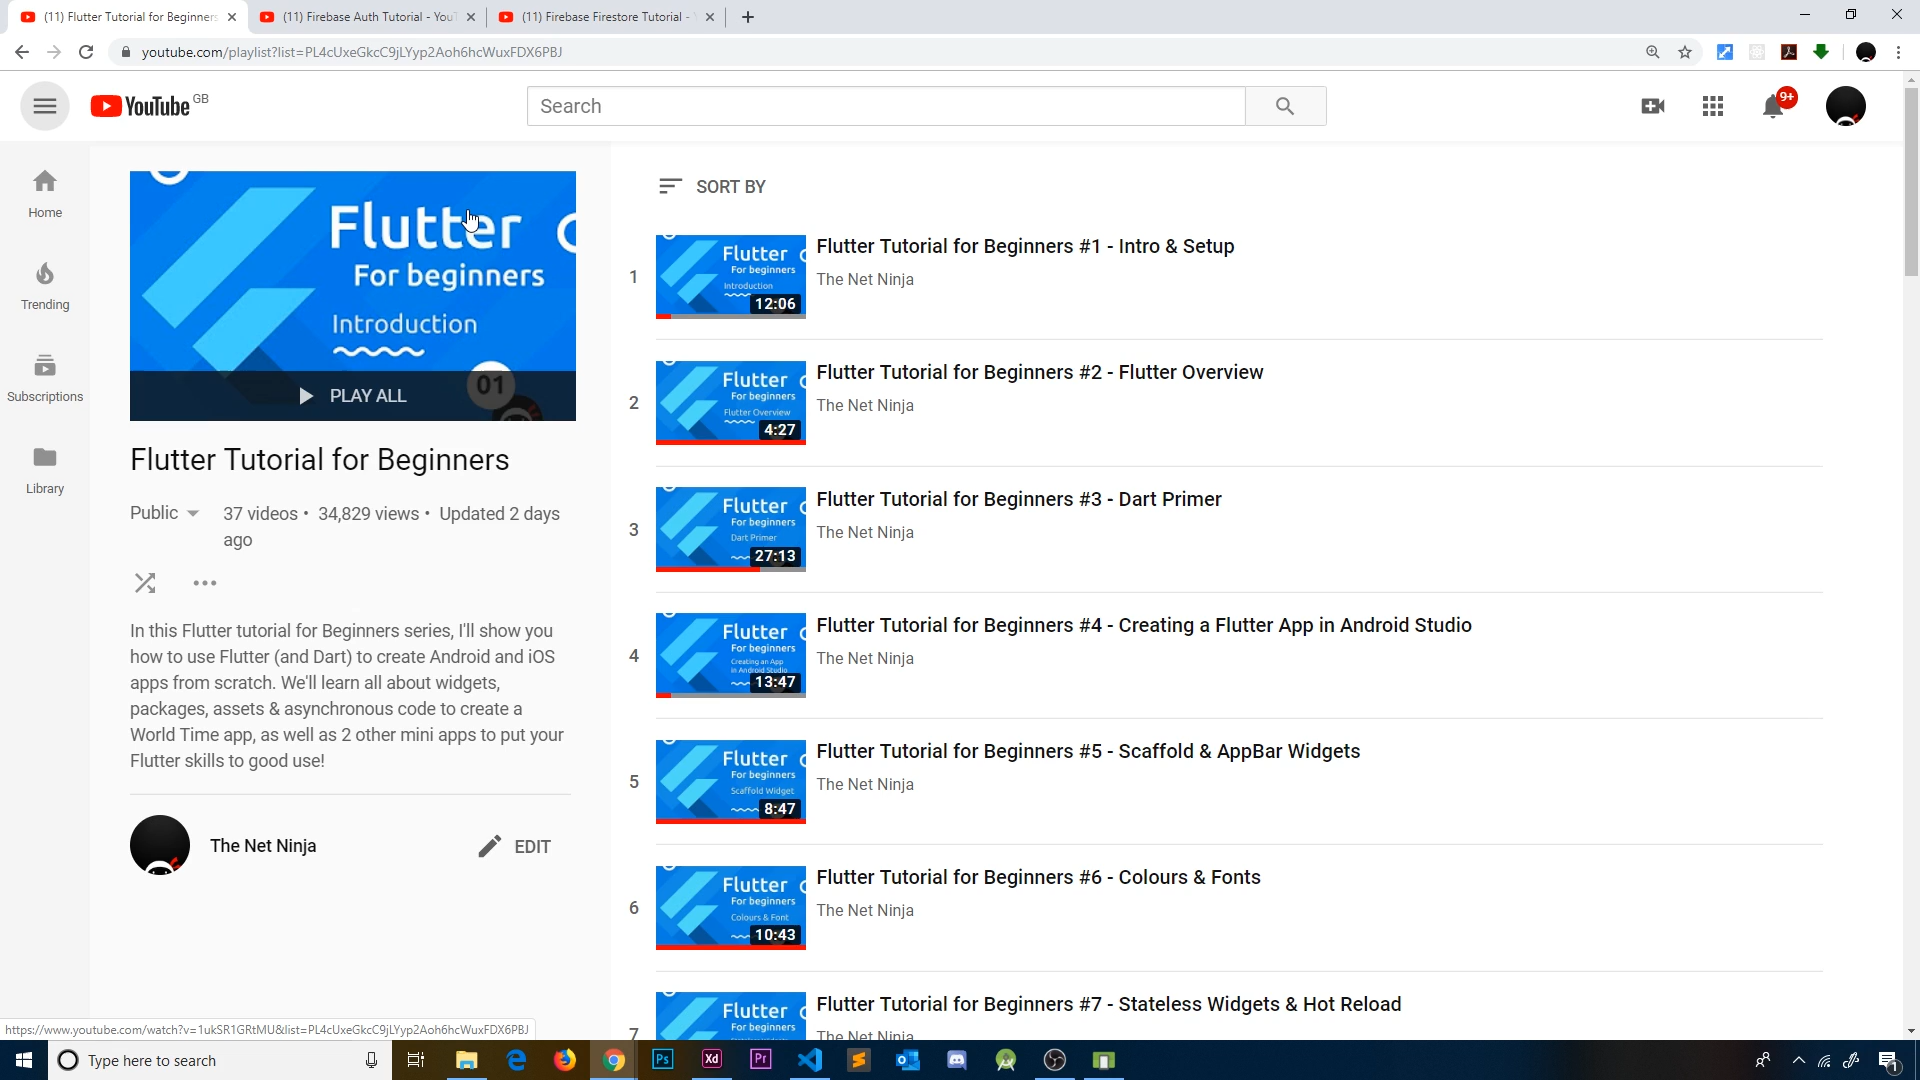 (11) Flutter Tutorial for Beginners
(11) Firebase Auth Tutorial - YouT
(11) Firebase Firestore Tutorial -
youtube.com/playlist?list=PL4cUxeGkcC9jLYyp2Aoh6hcWuxFDX6PBJ
YouTube GB
Search
9+
Home
Trending
Subscriptions
Library
Flutter
For beginners
Introduction
01
PLAY ALL
Flutter Tutorial for Beginners
Public
37 videos • 34,829 views • Updated 2 days
ago
In this Flutter tutorial for Beginners series, I'll show you
how to use Flutter (and Dart) to create Android and iOS
apps from scratch. We'll learn all about widgets,
packages, assets & asynchronous code to create a
World Time app, as well as 2 other mini apps to put your
Flutter skills to good use!
The Net Ninja
EDIT
SORT BY
1
Flutter
For beginners
Introduction
12:06
Flutter Tutorial for Beginners #1 - Intro & Setup
The Net Ninja
2
Flutter
For beginners
Flutter Overview
4:27
Flutter Tutorial for Beginners #2 - Flutter Overview
The Net Ninja
3
Flutter
For beginners
Dart Primer
27:13
Flutter Tutorial for Beginners #3 - Dart Primer
The Net Ninja
4
Flutter
For beginners
Creating an App
in Android Studio
13:47
Flutter Tutorial for Beginners #4 - Creating a Flutter App in Android Studio
The Net Ninja
5
Flutter
For beginners
Scaffold Widget
8:47
Flutter Tutorial for Beginners #5 - Scaffold & AppBar Widgets
The Net Ninja
6
Flutter
For beginners
Colours & Font
10:43
Flutter Tutorial for Beginners #6 - Colours & Fonts
The Net Ninja
7
Flutter
For beginners
Flutter Tutorial for Beginners #7 - Stateless Widgets & Hot Reload
The Net Ninja
https://www.youtube.com/watch?v=1ukSR1GRtMU&list=PL4cUxeGkcC9jLYyp2Aoh6hcWuxFDX6PBJ
Type here to search
Ps
Xd
Pr
1